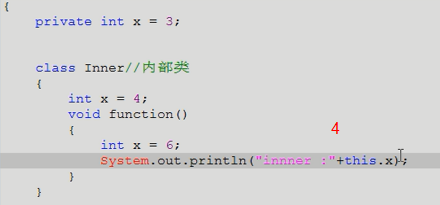 {
private int x = 3;
class Inner//内部类
{
int x = 4;
void function()
4
{
int x = 6;
System.out.println("innner :"+this.x);
}
}